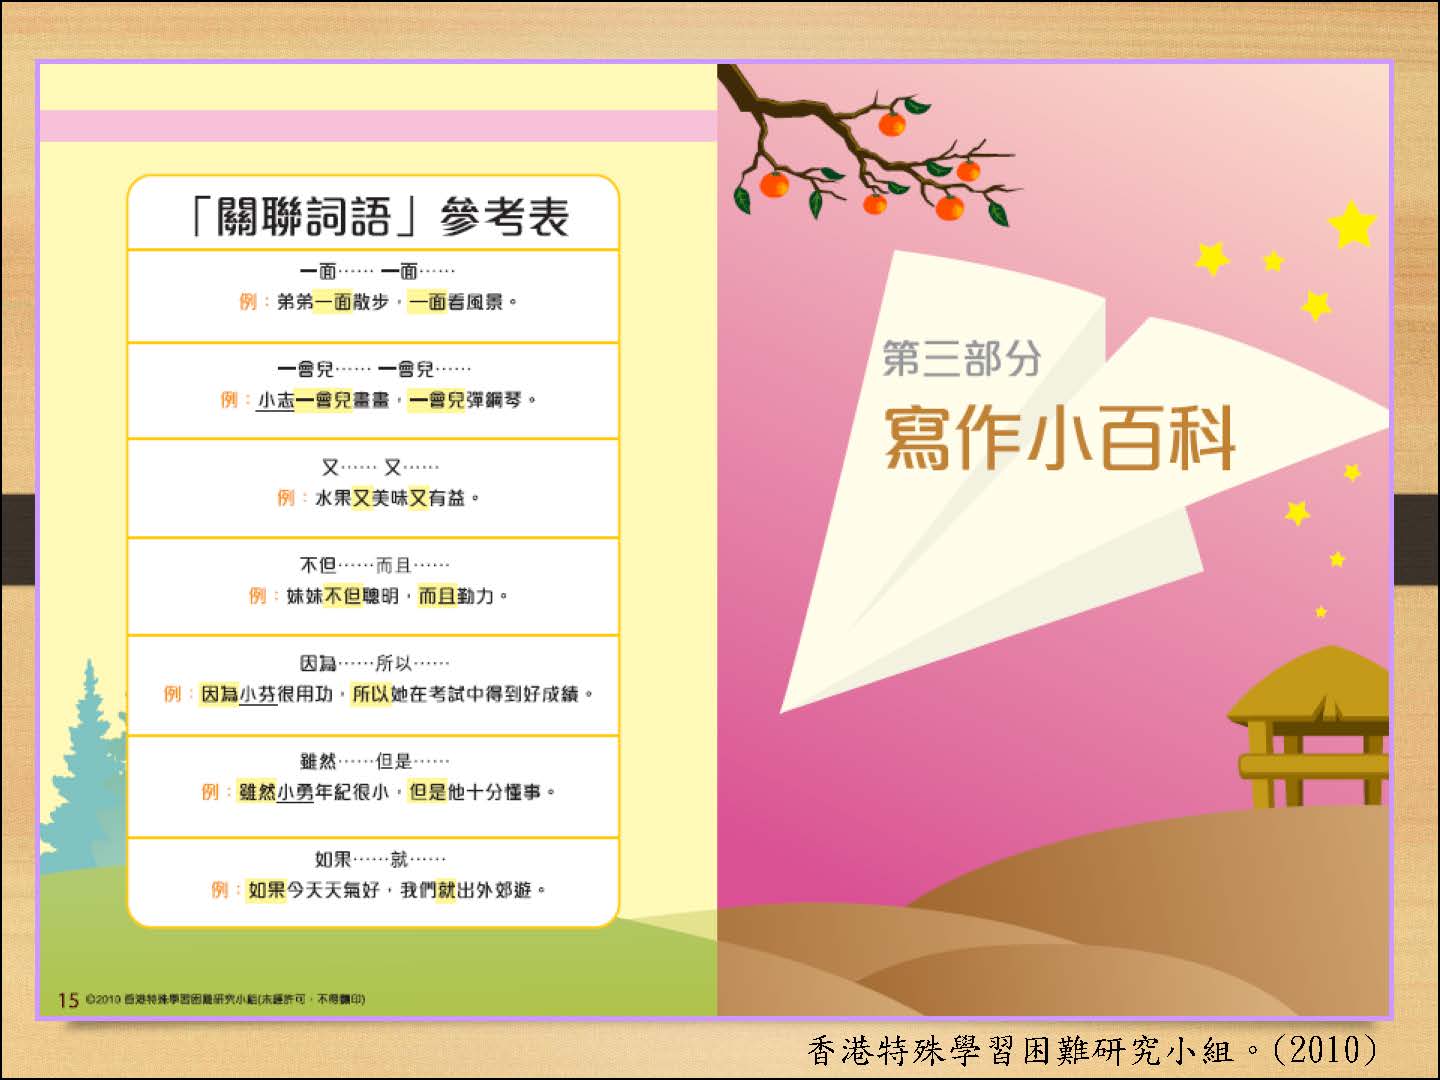 「關聯詞語」參考表
一面⋯⋯ 一面⋯⋯
例：弟弟一面散步，一面看風景。
一會兒⋯⋯ 一會兒⋯⋯
例：小志一會兒畫畫，一會兒彈鋼琴。
又⋯⋯ 又⋯⋯
例：水果又美味又有益。
不但⋯⋯而且⋯⋯
例：妹妹不但聰明，而且勤力。
因為⋯⋯所以⋯⋯
例：因為小芬很用功，所以她在考試中得到好成績。
雖然⋯⋯但是⋯⋯
例：雖然小勇年紀很小，但是他十分懂事。
如果⋯⋯就⋯⋯
例：如果今天天氣好，我們就出外郊遊。
15 ©2010 香港特殊學習困難研究小組(未經許可，不得翻印)
第三部分
寫作小百科
香港特殊學習困難研究小組。(2010)